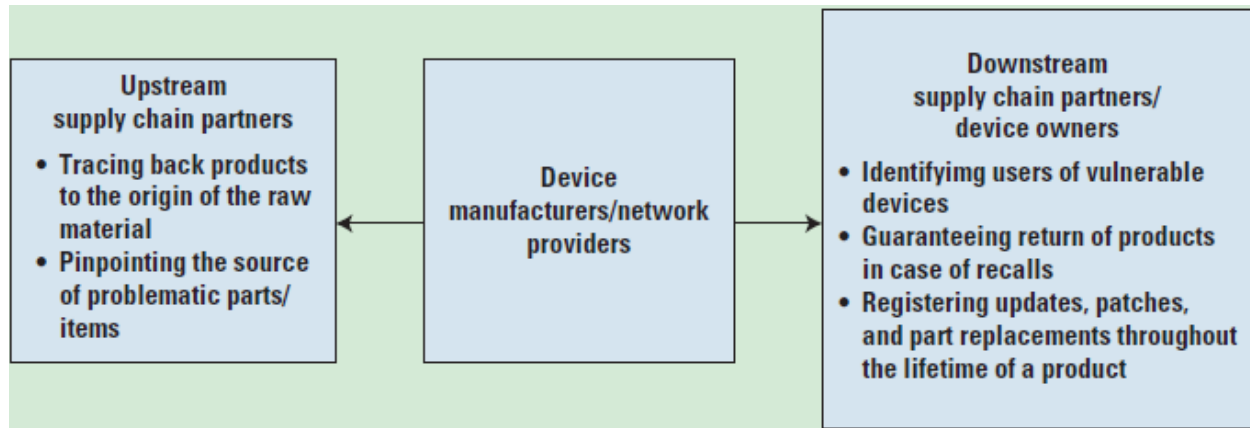 Upstream
supply chain partners
• Tracing back products
to the origin of the raw
material
• Pinpointing the source
of problematic parts/
items
Device
manufacturers/network
providers
Downstream
supply chain partners/
device owners
• Identifyimg users of vulnerable
devices
• Guaranteeing return of products
in case of recalls
• Registering updates, patches,
and part replacements throughout
the lifetime of a product